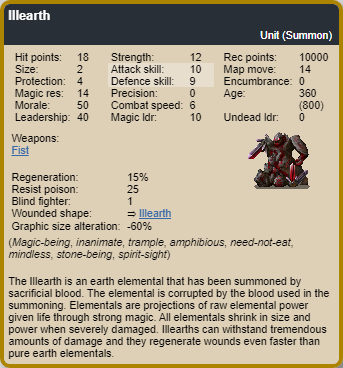 Illearth
Unit (Summon)
Hit points: 18 Strength: 12 Rec points: 10000
Size: 2 Attack skill: 10 Map move: 14
Protection: 4 Defence skill: 9 Encumbrance: 0
Magic res: 14 Precision: 0 Age: 360
Morale: 50 Combat speed: 6 (800)
Leadership: 40 Magic ldr: 10 Undead ldr: 0
Weapons:
Fist
Regeneration: 15%
Resist poison: 25
Blind fighter: 1
Wounded shape: ⇒ Illearth
Graphic size alteration: -60%
(Magic-being, inanimate, trample, amphibious, need-not-eat,
mindless, stone-being, spirit-sight)
The Illearth is an earth elemental that has been summoned by
sacrificial blood. The elemental is corrupted by the blood used in the
summoning. Elementals are projections of raw elemental power
given life through strong magic. All elementals shrink in size and
power when severely damaged. Illearths can withstand tremendous
amounts of damage and they regenerate wounds even faster than
pure earth elementals.